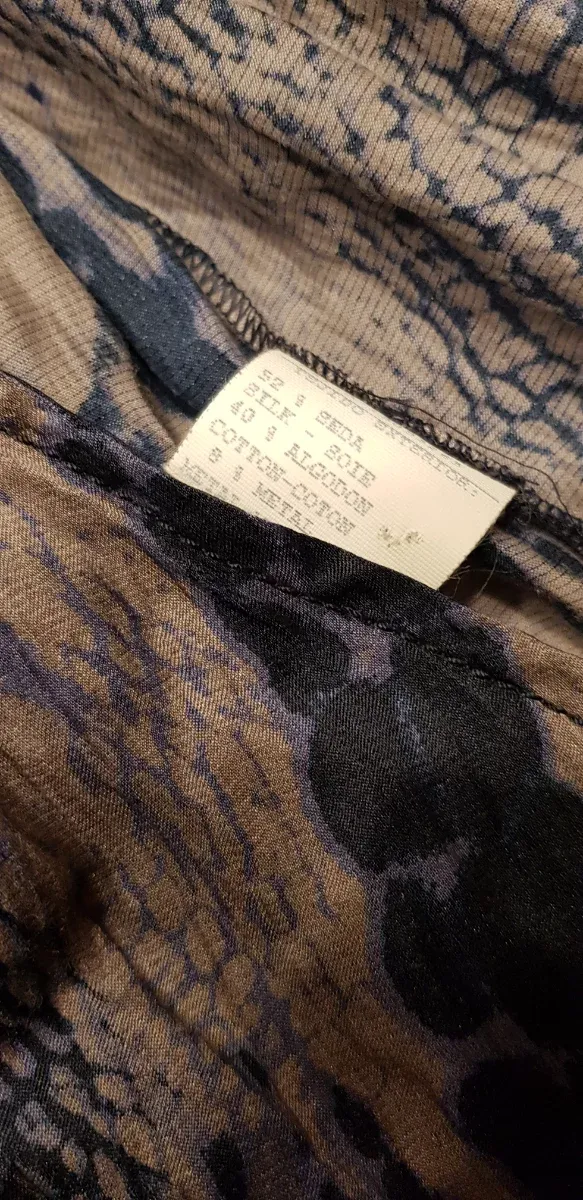 TEJIDO EXTERIOR:
52 % SEDA
SILK - SOIE
40 % ALGODON
COTTON-COTON
8 % METAL